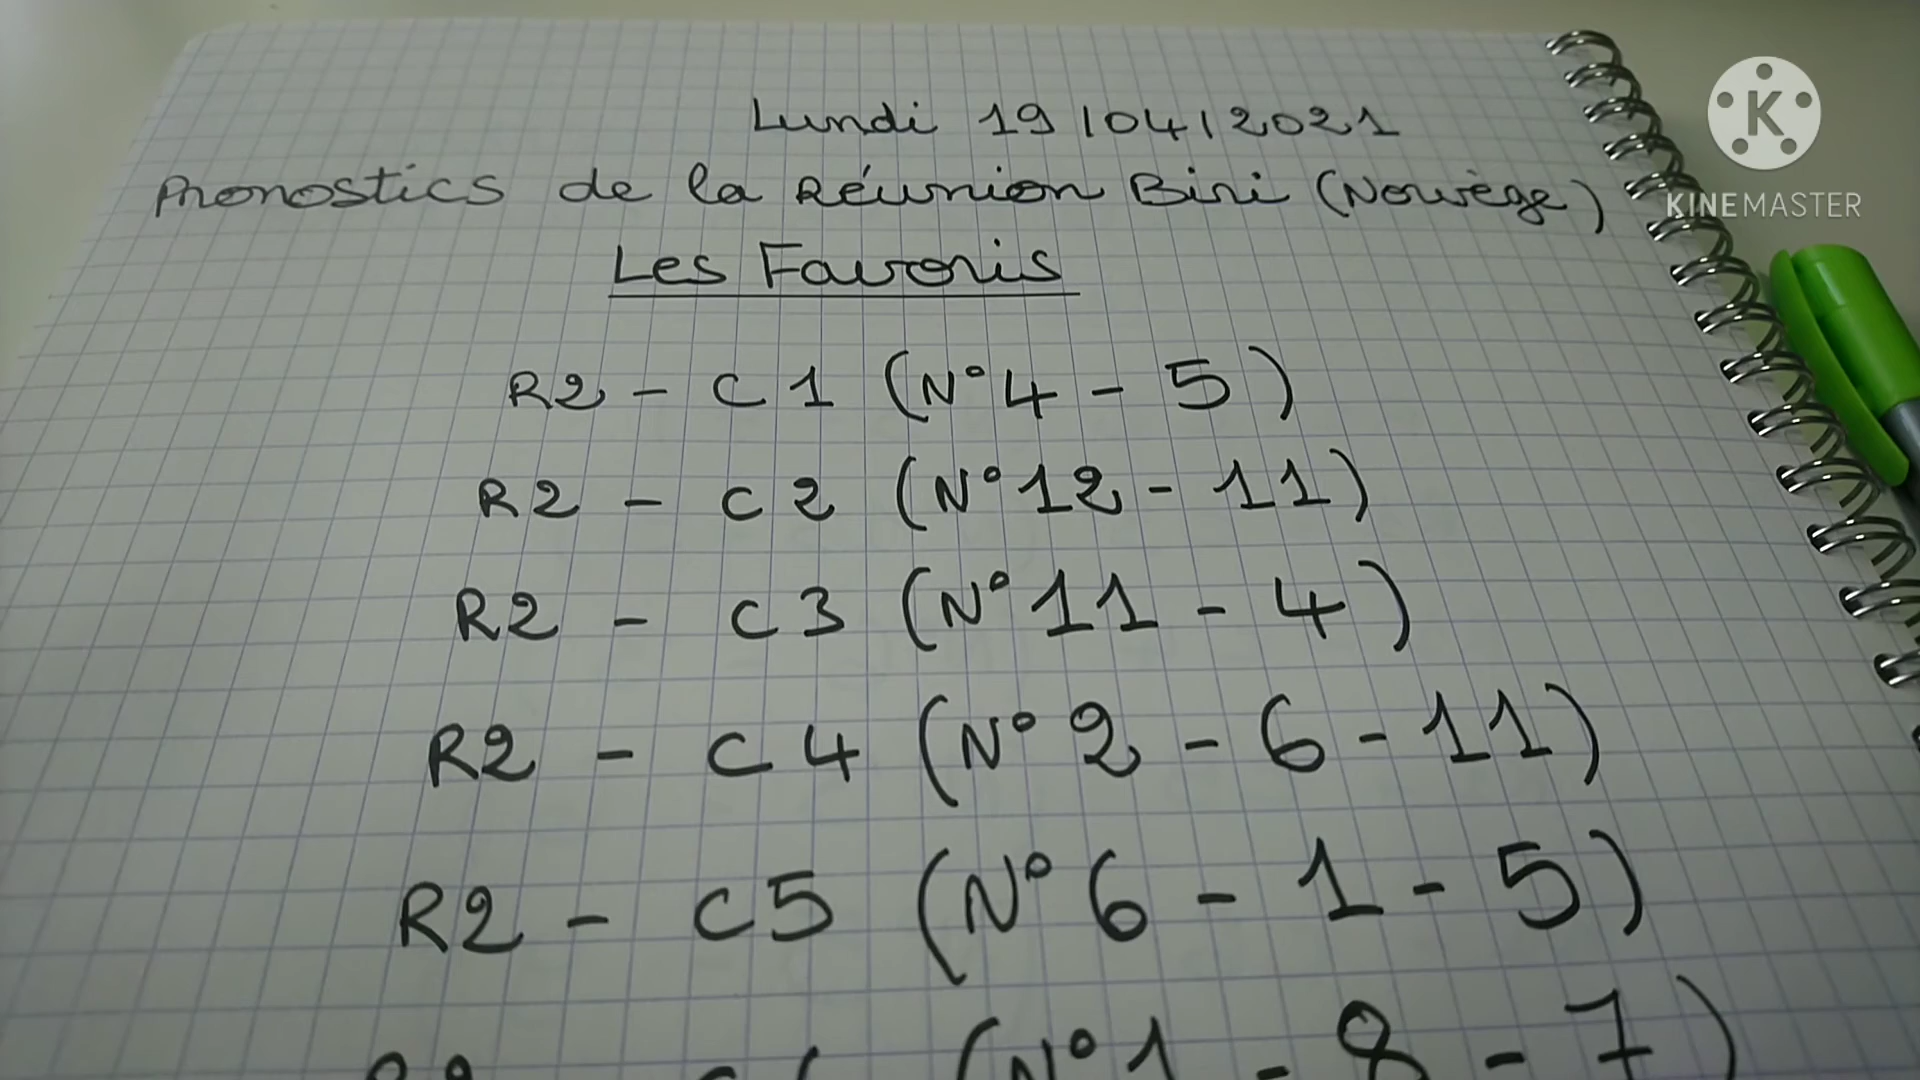 Lundi 19/04/2021
Pronostics de la Réunion Biri (Norvège)
Les Favoris
R2 - C1 (N°4 - 5)
R2 - C2 (N°12 - 11)
R2 - C3 (N°11 - 4)
R2 - C4 (N°2 - 6 - 11)
R2 - C5 (N°6 - 1 - 5)
R2 - C6 (N°1 - 8 - 7)
K
KINEMASTER